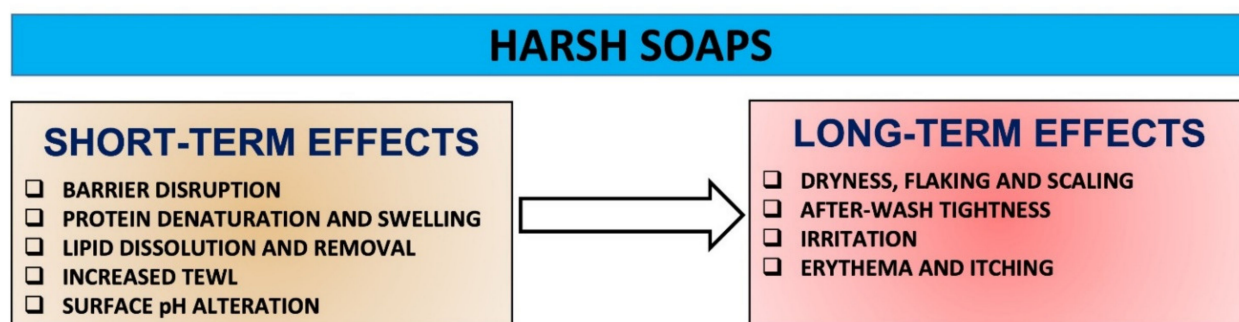 HARSH SOAPS
SHORT-TERM EFFECTS
❑ BARRIER DISRUPTION
❑ PROTEIN DENATURATION AND SWELLING
❑ LIPID DISSOLUTION AND REMOVAL
❑ INCREASED TEWL
❑ SURFACE pH ALTERATION
LONG-TERM EFFECTS
❑ DRYNESS, FLAKING AND SCALING
❑ AFTER-WASH TIGHTNESS
❑ IRRITATION
❑ ERYTHEMA AND ITCHING